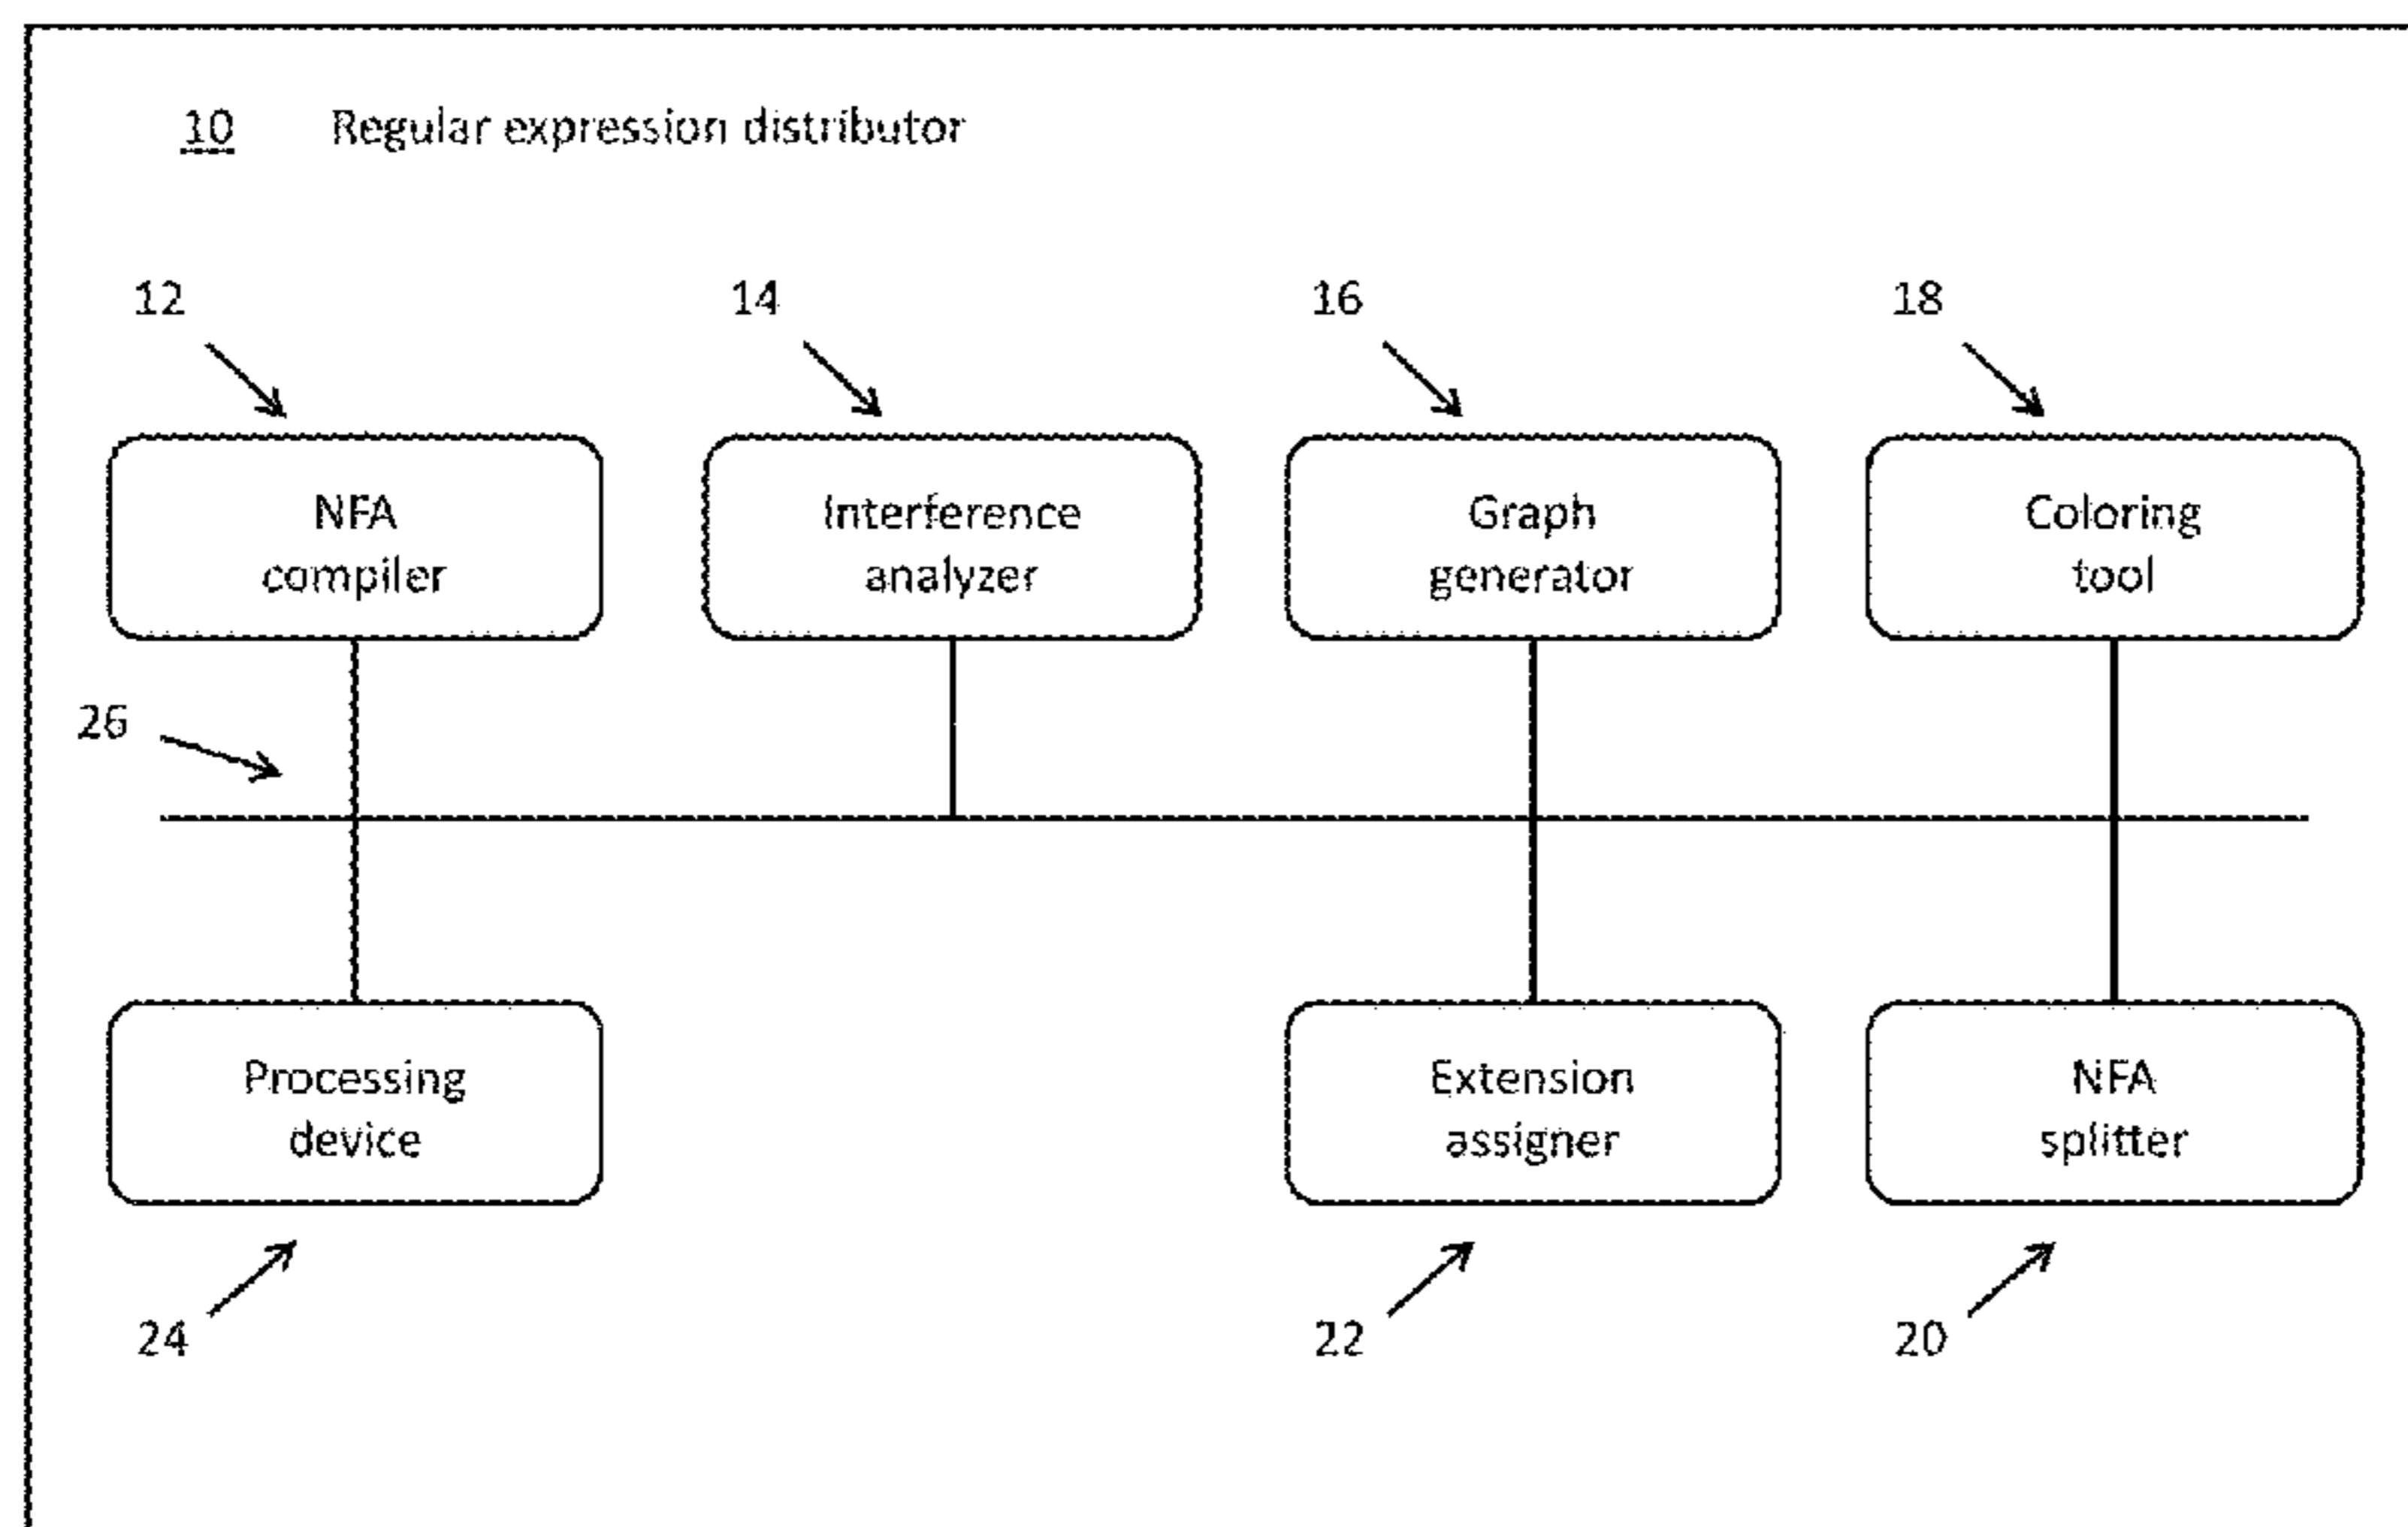 10 Regular expression distributor
12 14 16 18
NFA compiler
Interference analyzer
Graph generator
Coloring tool
26
Processing device
Extension assigner
NFA splitter
24 22 20